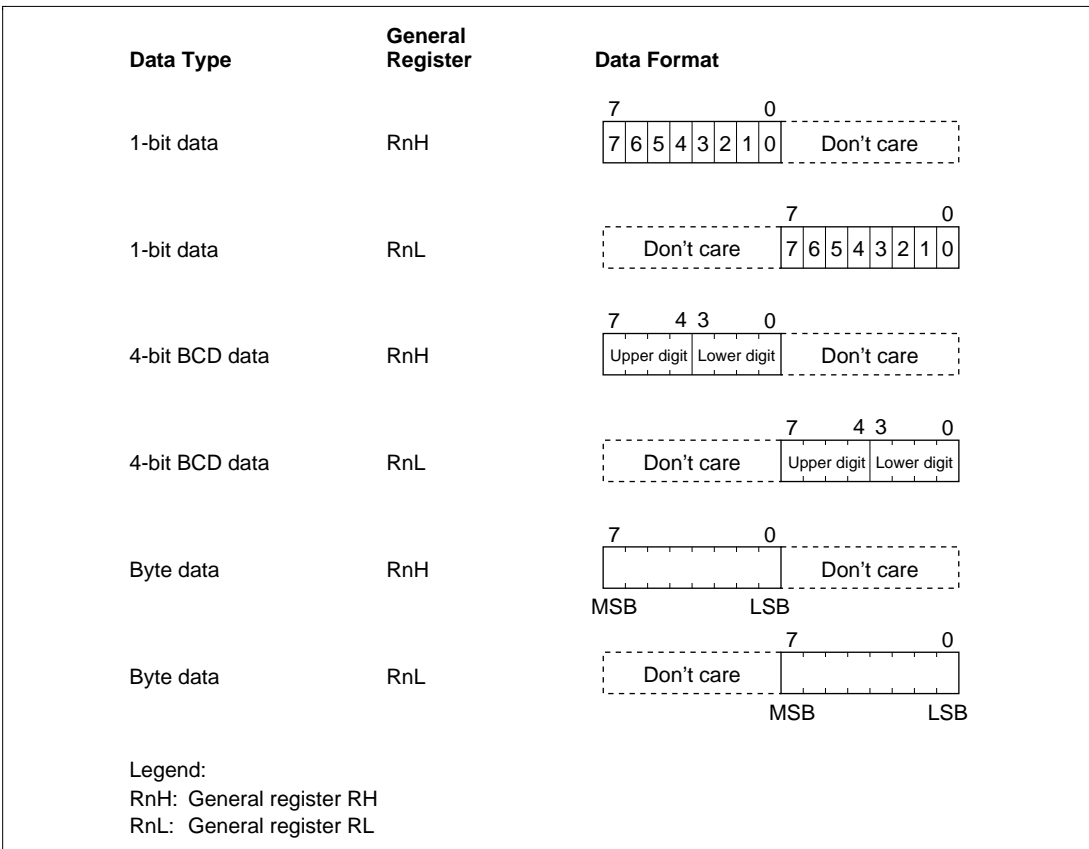 General
Data Type Register Data Format
7 0
1-bit data RnH 7 6 5 4 3 2 1 0 Don't care
7 0
1-bit data RnL Don't care 7 6 5 4 3 2 1 0
7 4 3 0
4-bit BCD data RnH Upper digit Lower digit Don't care
7 4 3 0
4-bit BCD data RnL Don't care Upper digit Lower digit
7 0
Byte data RnH Don't care
MSB LSB
7 0
Byte data RnL Don't care
MSB LSB
Legend:
RnH: General register RH
RnL: General register RL